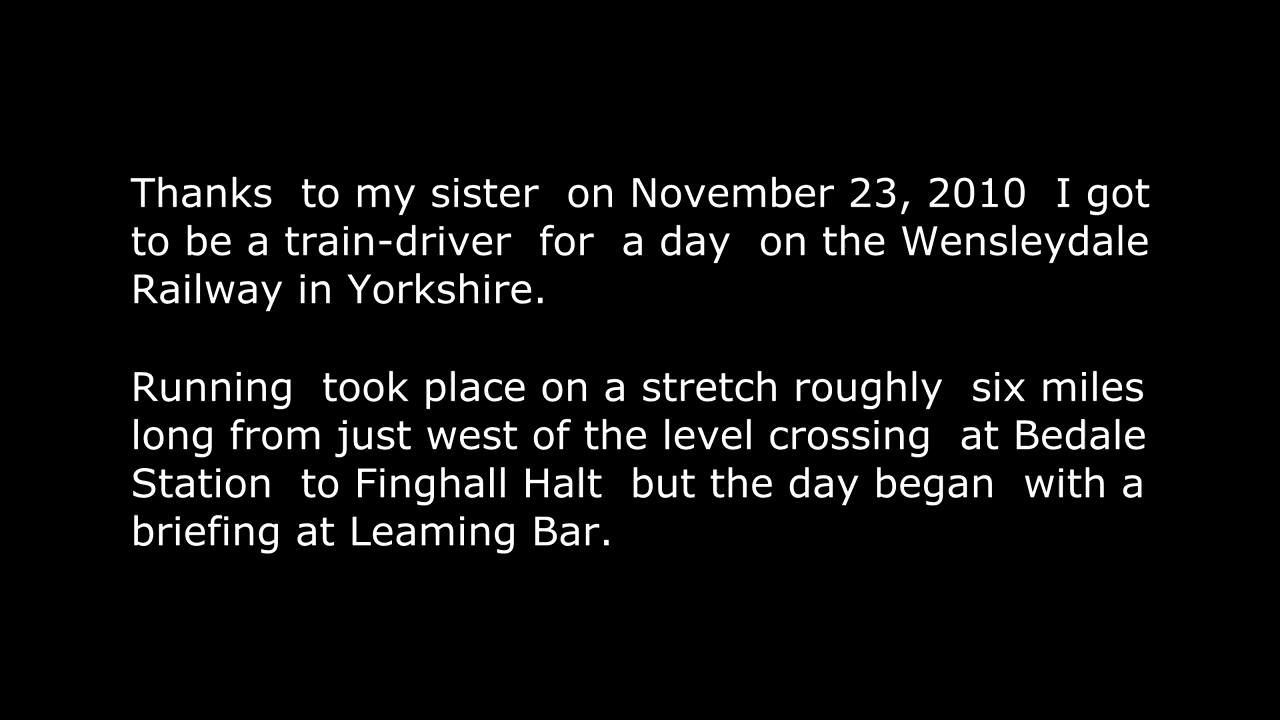 Thanks to my sister on November 23, 2010 I got
to be a train-driver for a day on the Wensleydale
Railway in Yorkshire.
Running took place on a stretch roughly six miles
long from just west of the level crossing at Bedale
Station to Finghall Halt but the day began with a
briefing at Leaming Bar.